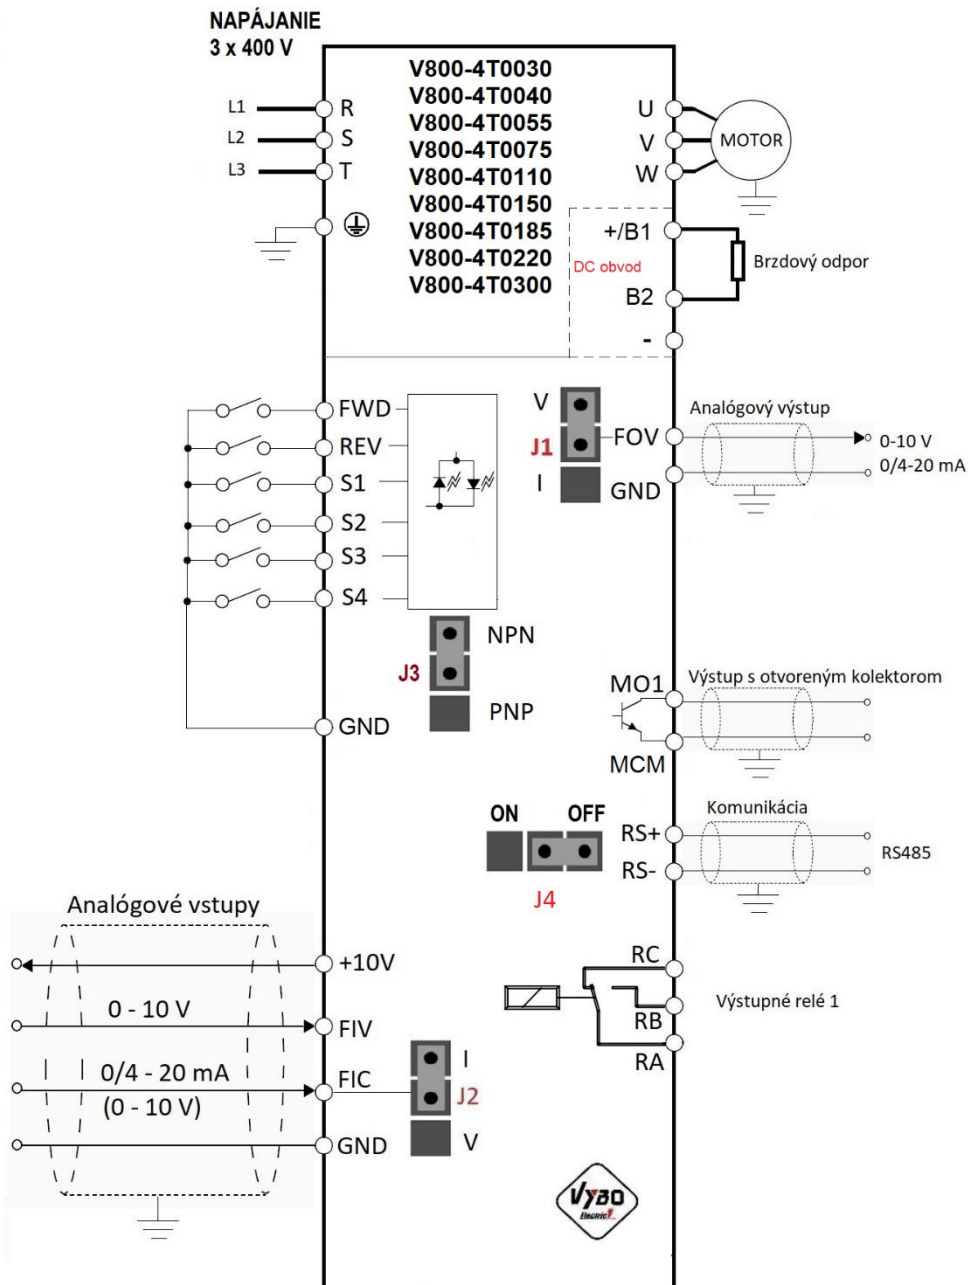 NAPÁJANIE
3 x 400 V
V800-4T0030
V800-4T0040
V800-4T0055
V800-4T0075
V800-4T0110
V800-4T0150
V800-4T0185
V800-4T0220
V800-4T0300
L1 R
L2 S
L3 T
U
V
W
MOTOR
+/B1
DC obvod
B2
-
Brzdový odpor
FWD
REV
S1
S2
S3
S4
GND
V
J1
I
FOV
GND
Analógový výstup
0-10 V
0/4-20 mA
NPN
J3
PNP
MO1
MCM
Výstup s otvoreným kolektorom
ON OFF
J4
RS+
RS-
Komunikácia
RS485
Analógové vstupy
+10V
0 - 10 V
FIV
0/4 - 20 mA
(0 - 10 V)
FIC
GND
I
J2
V
RC
RB
RA
Výstupné relé 1
VYBO
Electric